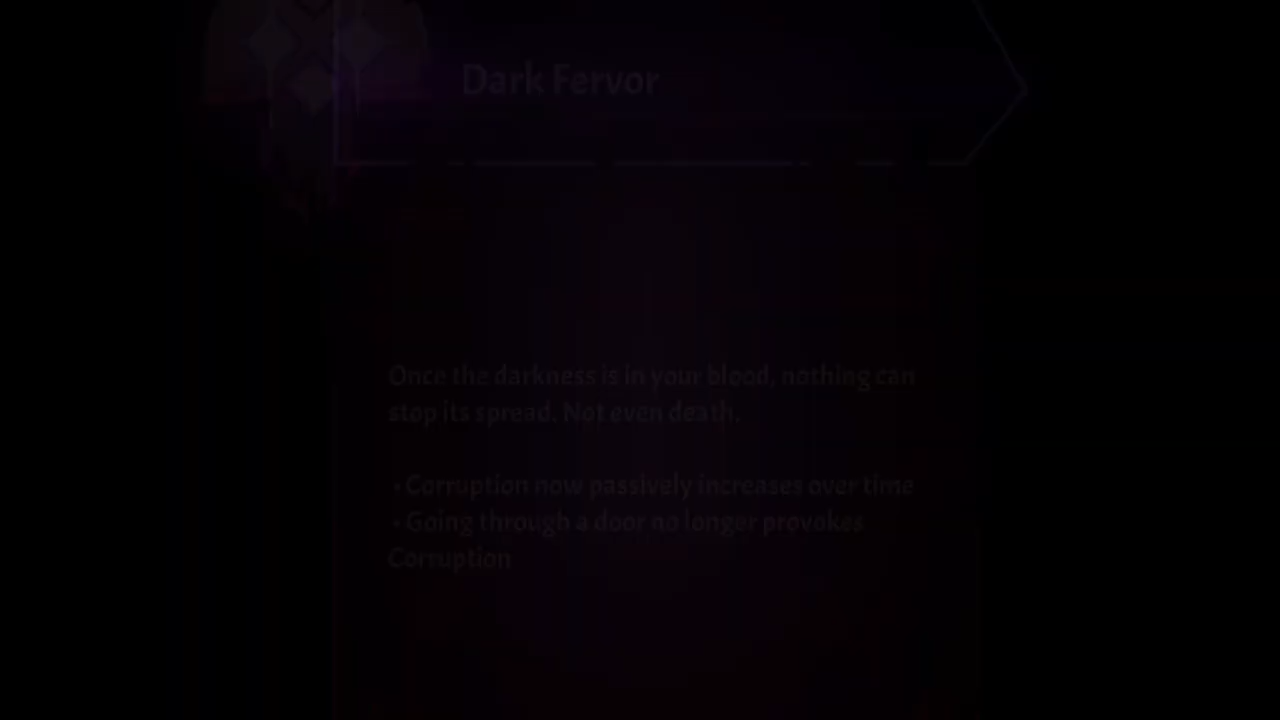 Dark Fervor
Once the darkness is in your blood, nothing can
stop its spread. Not even death.
• Corruption now passively increases over time
• Going through a door no longer provokes
Corruption